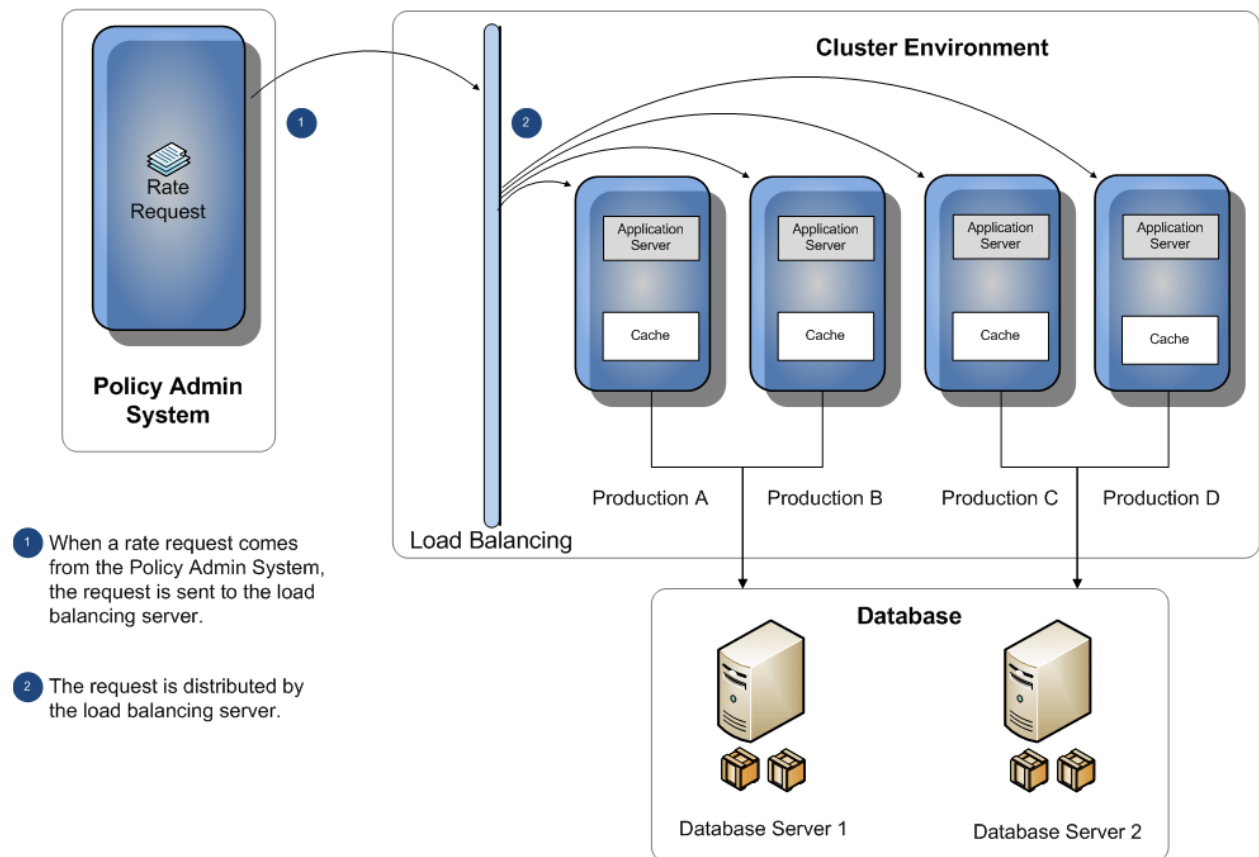 Cluster Environment
1
2
Rate
Request
Application
Server
Application
Server
Application
Server
Application
Server
Cache
Cache
Cache
Cache
Policy Admin
System
Production A
Production B
Production C
Production D
Load Balancing
1 When a rate request comes
from the Policy Admin System,
the request is sent to the load
balancing server.
2 The request is distributed by
the load balancing server.
Database
Database Server 1
Database Server 2